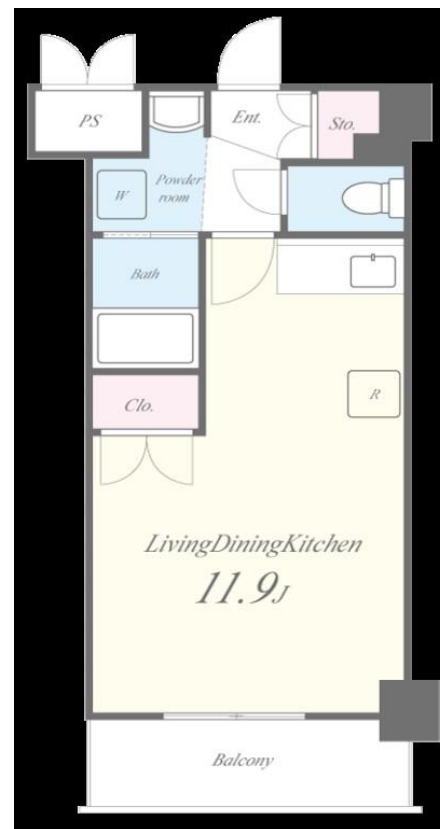 PS
Ent.
Sto.
Powder
room
W
Bath
R
Clo.
LivingDiningKitchen
11.9J
Balcony